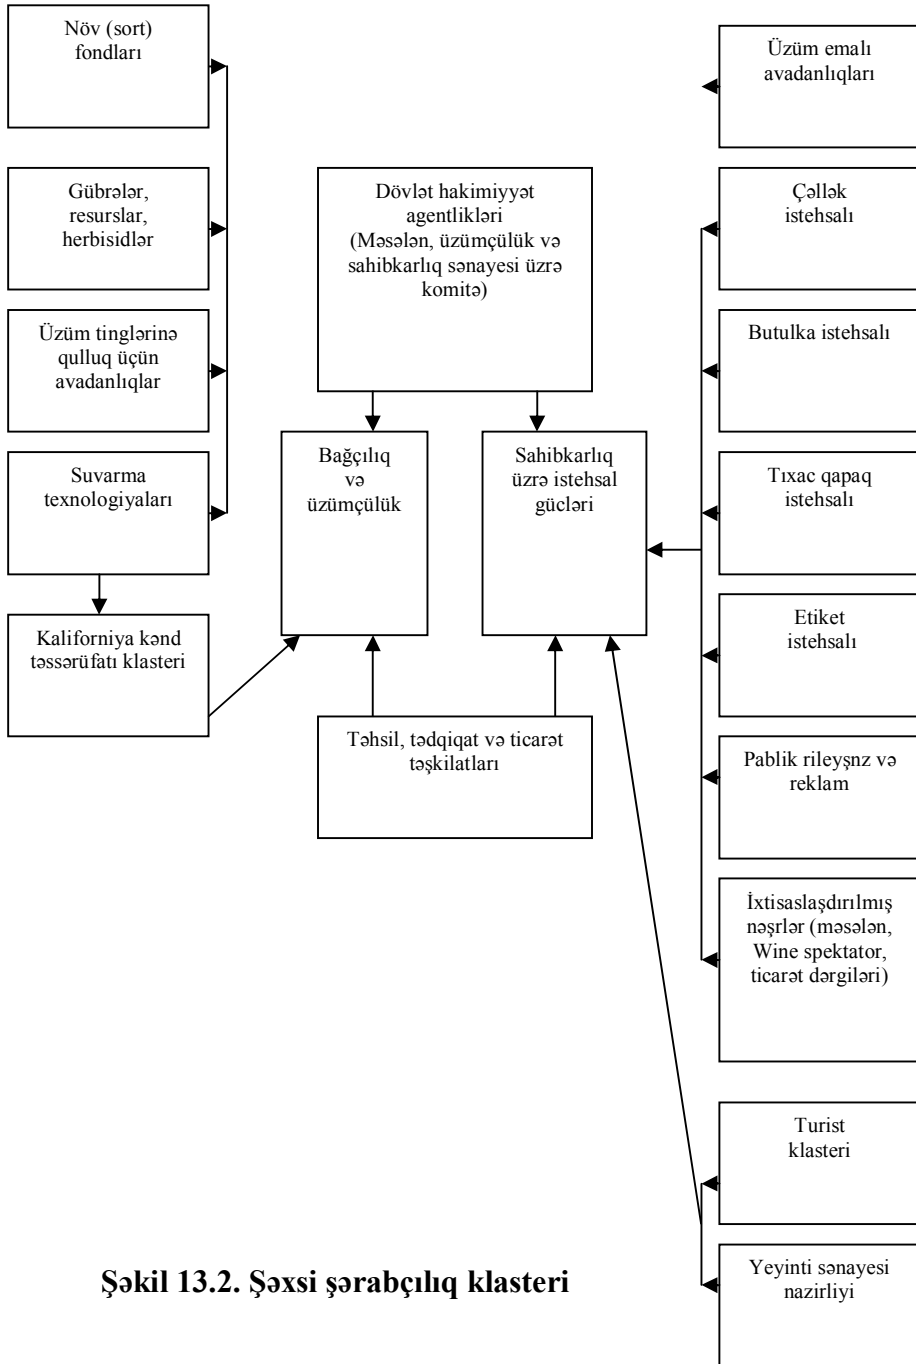 Növ (sort)
fondları
Gübrələr,
resurslar,
herbisidlər
Üzüm tinglərinə
qulluq üçün
avadanlıqlar
Suvarma
texnologiyaları
Kaliforniya kənd
təssərüfatı klasteri
Dövlət hakimiyyət
agentlikləri
(Məsələn, üzümçülük və
sahibkarlıq sənayesi üzrə
komitə)
Bağçılıq
və
üzümçülük
Sahibkarlıq
üzrə istehsal
gücləri
Təhsil, tədqiqat və ticarət
təşkilatları
Üzüm emalı
avadanlıqları
Çəllək
istehsalı
Butulka istehsalı
Tıxac qapaq
istehsalı
Etiket
istehsalı
Pablik rileyşnz və
reklam
İxtisaslaşdırılmış
nəşrlər (məsələn,
Wine spektator,
ticarət dərgiləri)
Turist
klasteri
Yeyinti sənayesi
nazirliyi
Şəkil 13.2. Şəxsi şərabçılıq klasteri